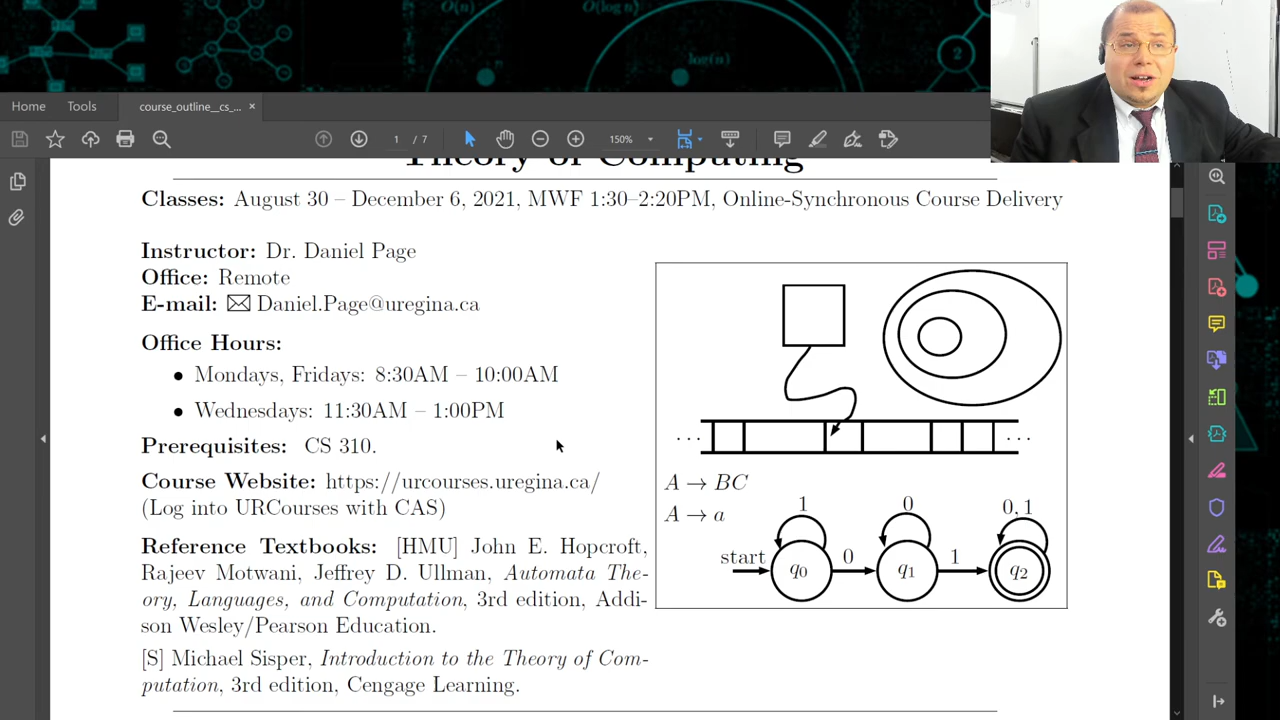 O(n)
O(log n)
log(n)
2
Home Tools course_outline__cs_... ×
1 / 7 150%
Theory of Computing
Classes: August 30 – December 6, 2021, MWF 1:30–2:20PM, Online-Synchronous Course Delivery
Instructor: Dr. Daniel Page
Office: Remote
E-mail: Daniel.Page@uregina.ca
Office Hours:
• Mondays, Fridays: 8:30AM – 10:00AM
• Wednesdays: 11:30AM – 1:00PM
Prerequisites: CS 310.
Course Website: https://urcourses.uregina.ca/
(Log into URCourses with CAS)
Reference Textbooks: [HMU] John E. Hopcroft,
Rajeev Motwani, Jeffrey D. Ullman, Automata The-
ory, Languages, and Computation, 3rd edition, Addi-
son Wesley/Pearson Education.
[S] Michael Sisper, Introduction to the Theory of Com-
putation, 3rd edition, Cengage Learning.
... ...
A → BC
A → a
1 0 0, 1
start q0 0 q1 1 q2